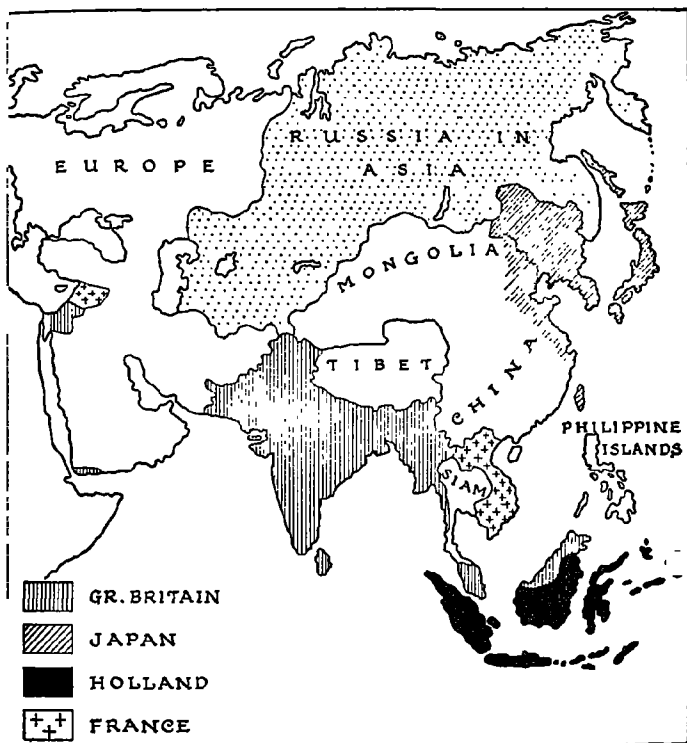 RUSSIA IN
ASIA
EUROPE
MONGOLIA
TIBET
CHINA
PHILIPPINE
ISLANDS
SIAM
GR. BRITAIN
JAPAN
HOLLAND
FRANCE